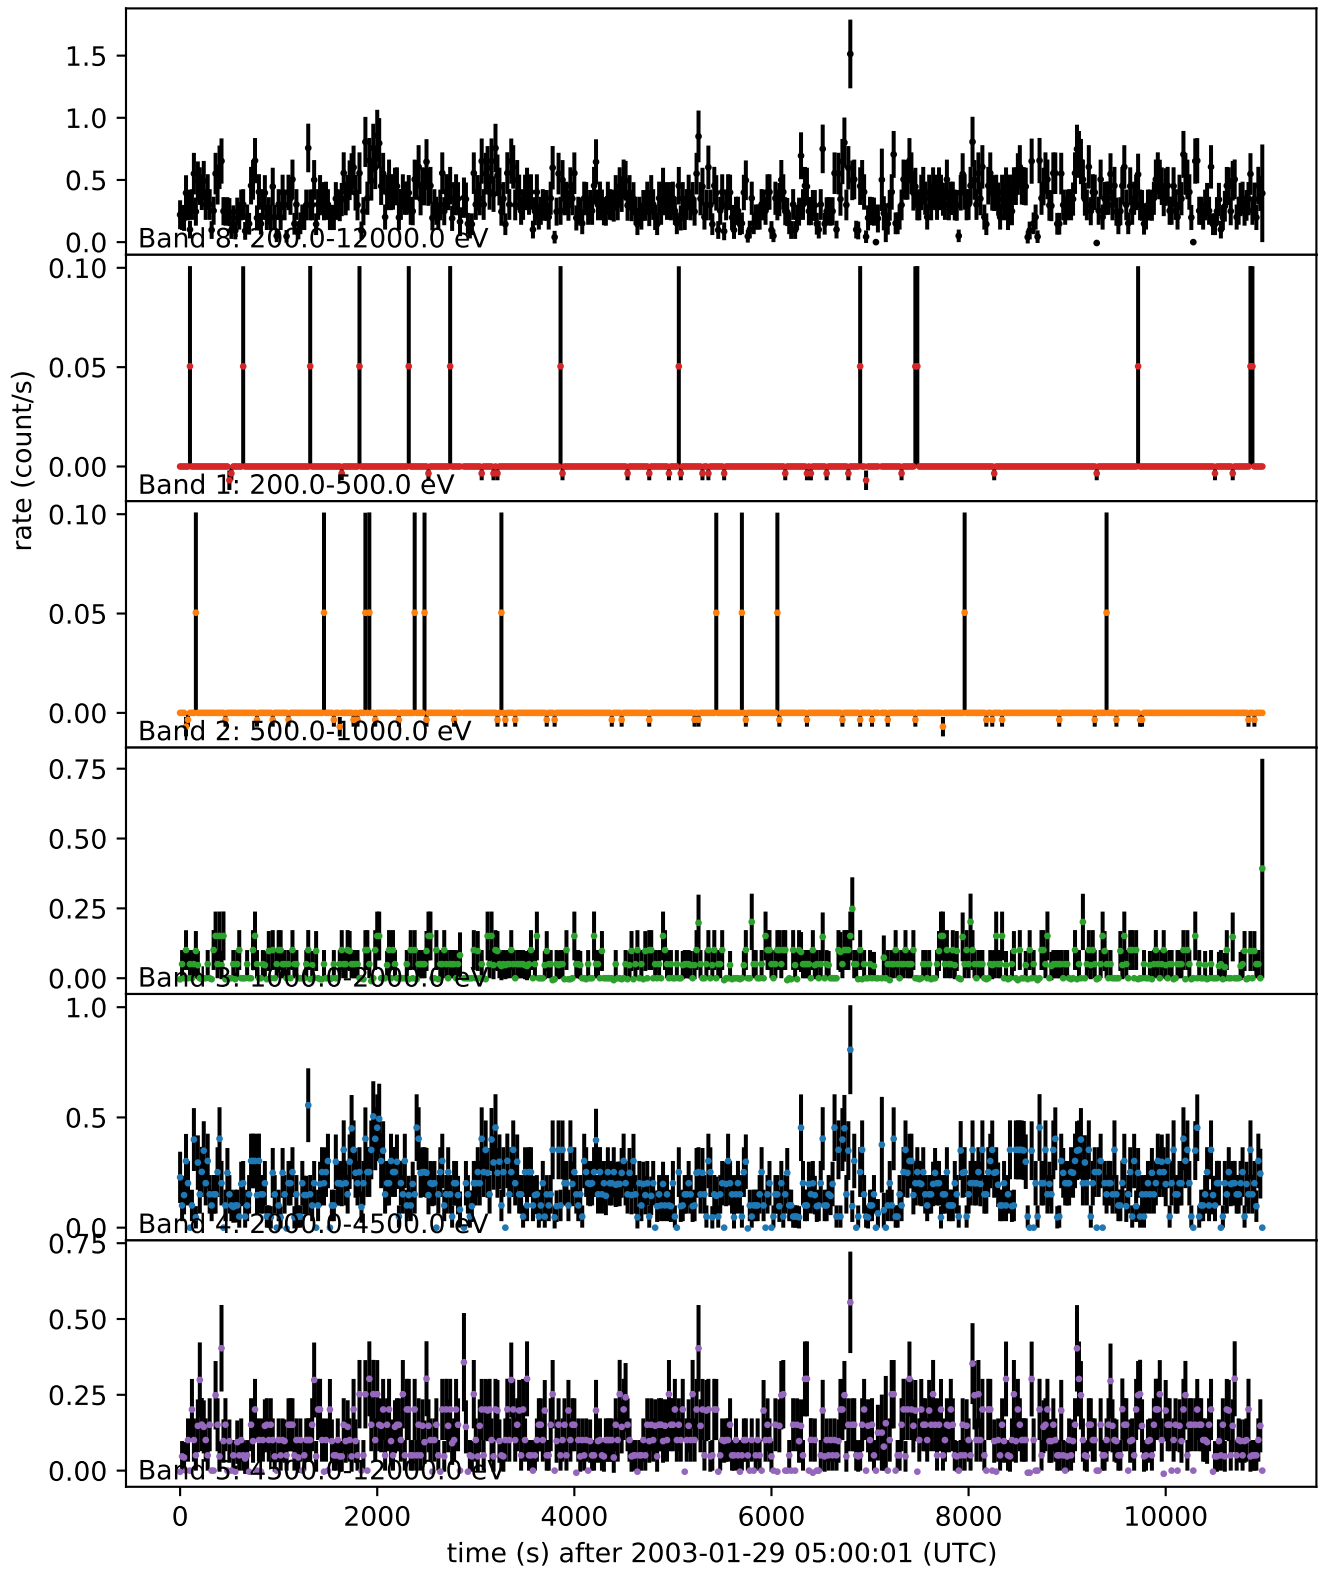 1.5
1.0
0.5
0.0
Band 8: 200.0-12000.0 eV
0.10
0.05
0.00
Band 1: 200.0-500.0 eV
rate (count/s)
0.10
0.05
0.00
Band 2: 500.0-1000.0 eV
0.75
0.50
0.25
0.00
Band 3: 1000.0-2000.0 eV
1.0
0.5
0.0
Band 4: 2000.0-4500.0 eV
0.75
0.50
0.25
0.00
Band 5: 4500.0-12000.0 eV
0 2000 4000 6000 8000 10000
time (s) after 2003-01-29 05:00:01 (UTC)